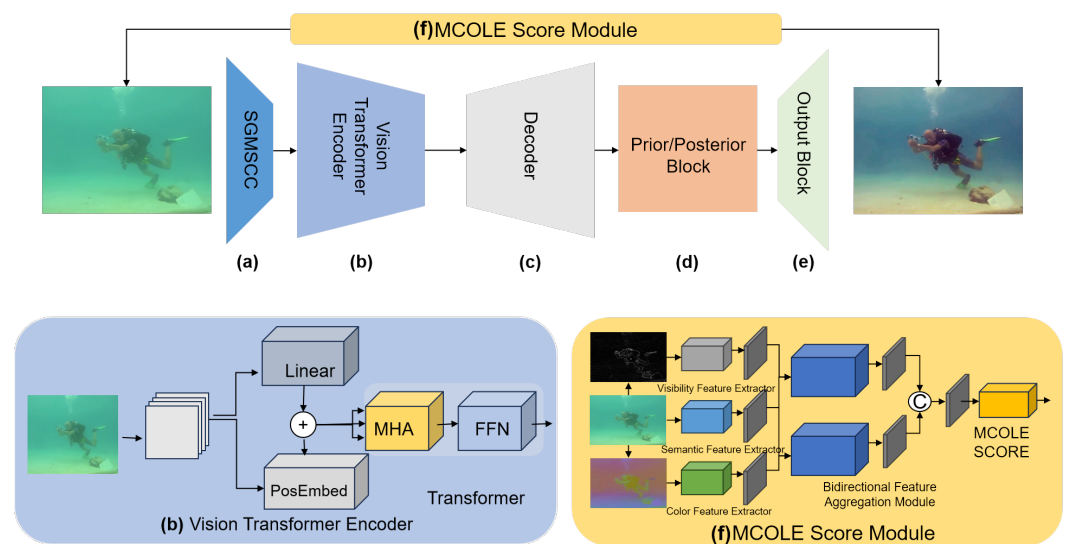 (f)MCOLE Score Module
SGMSCC
Vision
Transformer
Encoder
Decoder
Prior/Posterior
Block
Output Block
(a)
(b)
(c)
(d)
(e)
Linear
+
MHA
FFN
PosEmbed
Transformer
(b) Vision Transformer Encoder
Visibility Feature Extractor
Semantic Feature Extractor
Color Feature Extractor
C
MCOLE
SCORE
Bidirectional Feature
Aggregation Module
(f)MCOLE Score Module